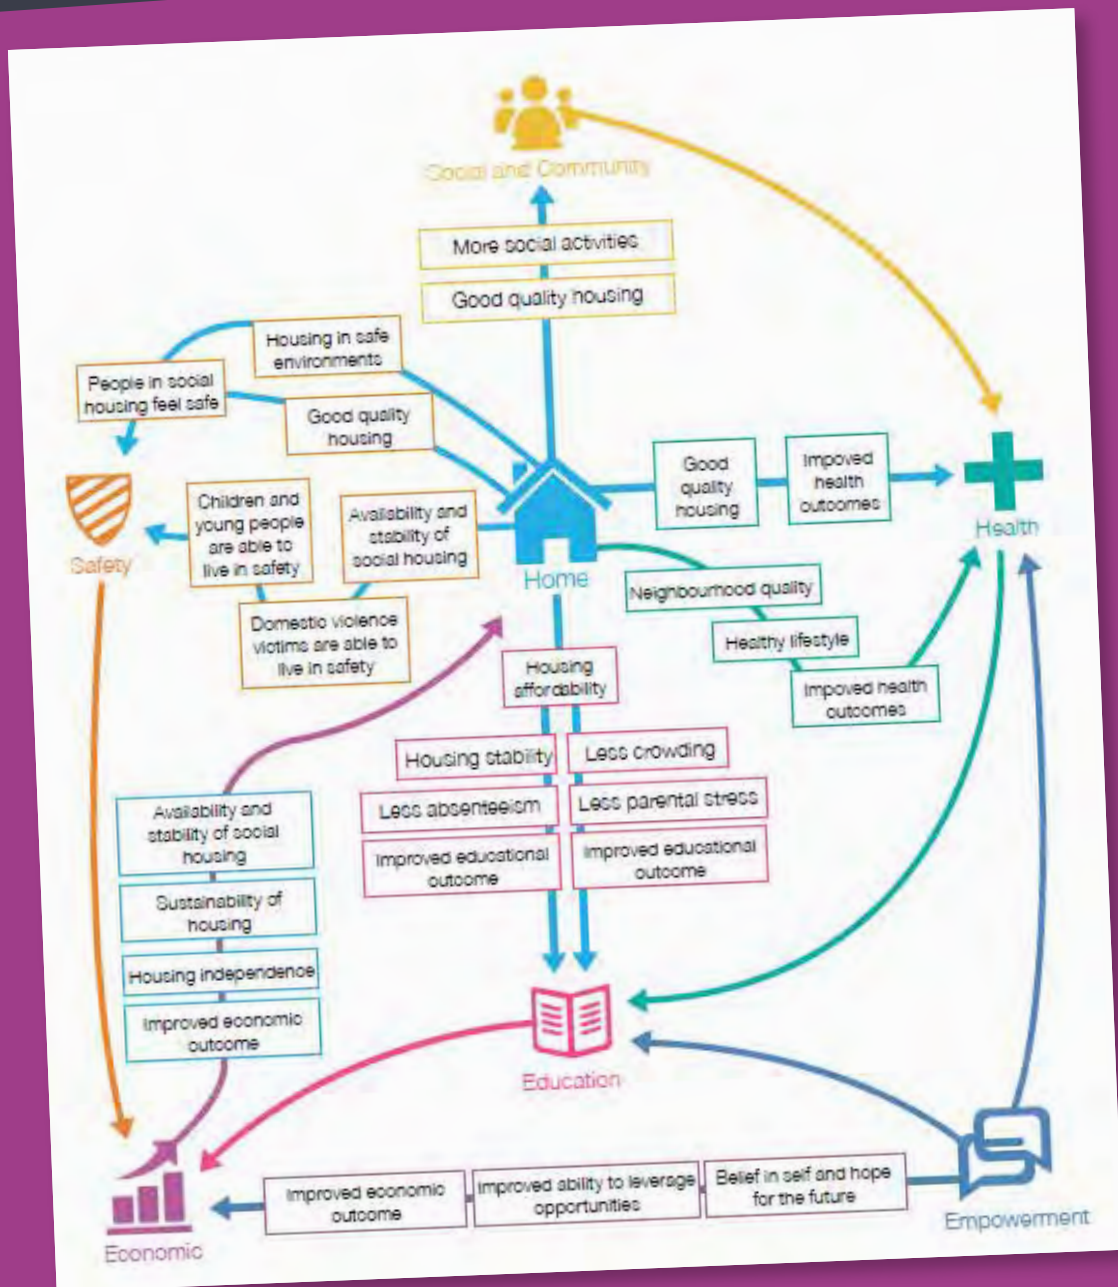 Social and Community
More social activities
Good quality housing
Housing in safe
environments
People in social
housing feel safe
Good quality
housing
Good
quality
housing
Impoved
health
outcomes
Health
Children and
young people
are able to
live in safety
Availability and
stability of
social housing
Safety
Home
Domestic violence
victims are able to
live in safety
Neighbourhood quality
Healthy lifestyle
Impoved health
outcomes
Housing
affordability
Housing stability
Less crowding
Less absenteeism
Less parental stress
Improved educational
outcome
Improved educational
outcome
Availability and
stability of social
housing
Sustainability of
housing
Housing independence
Improved economic
outcome
Education
Improved economic
outcome
Improved ability to leverage
opportunities
Belief in self and hope
for the future
Economic
Empowerment